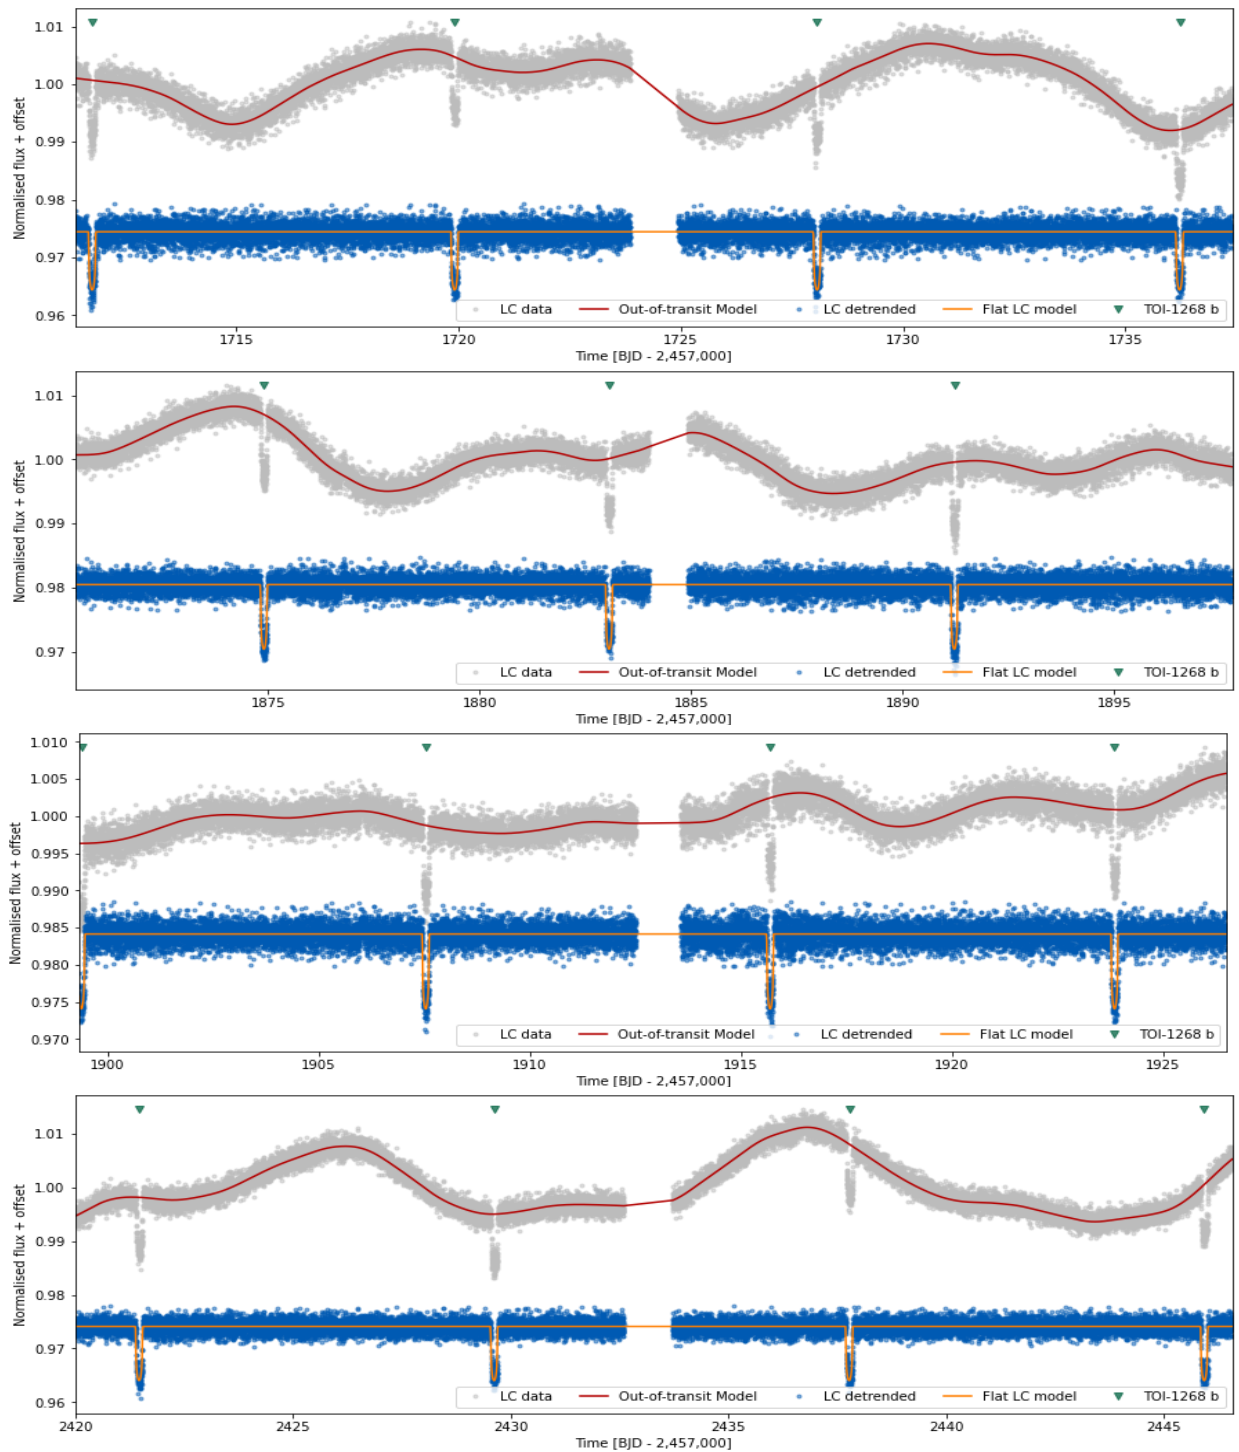 1.01
1.00
0.99
0.98
0.97
0.96
Normalised flux + offset
LC data Out-of-transit Model LC detrended Flat LC model TOI-1268 b
1715 1720 1725 1730 1735
Time [BJD - 2,457,000]
1.01
1.00
0.99
0.98
0.97
Normalised flux + offset
LC data Out-of-transit Model LC detrended Flat LC model TOI-1268 b
1875 1880 1885 1890 1895
Time [BJD - 2,457,000]
1.010
1.005
1.000
0.995
0.990
0.985
0.980
0.975
0.970
Normalised flux + offset
LC data Out-of-transit Model LC detrended Flat LC model TOI-1268 b
1900 1905 1910 1915 1920 1925
Time [BJD - 2,457,000]
1.01
1.00
0.99
0.98
0.97
0.96
Normalised flux + offset
LC data Out-of-transit Model LC detrended Flat LC model TOI-1268 b
2420 2425 2430 2435 2440 2445
Time [BJD - 2,457,000]